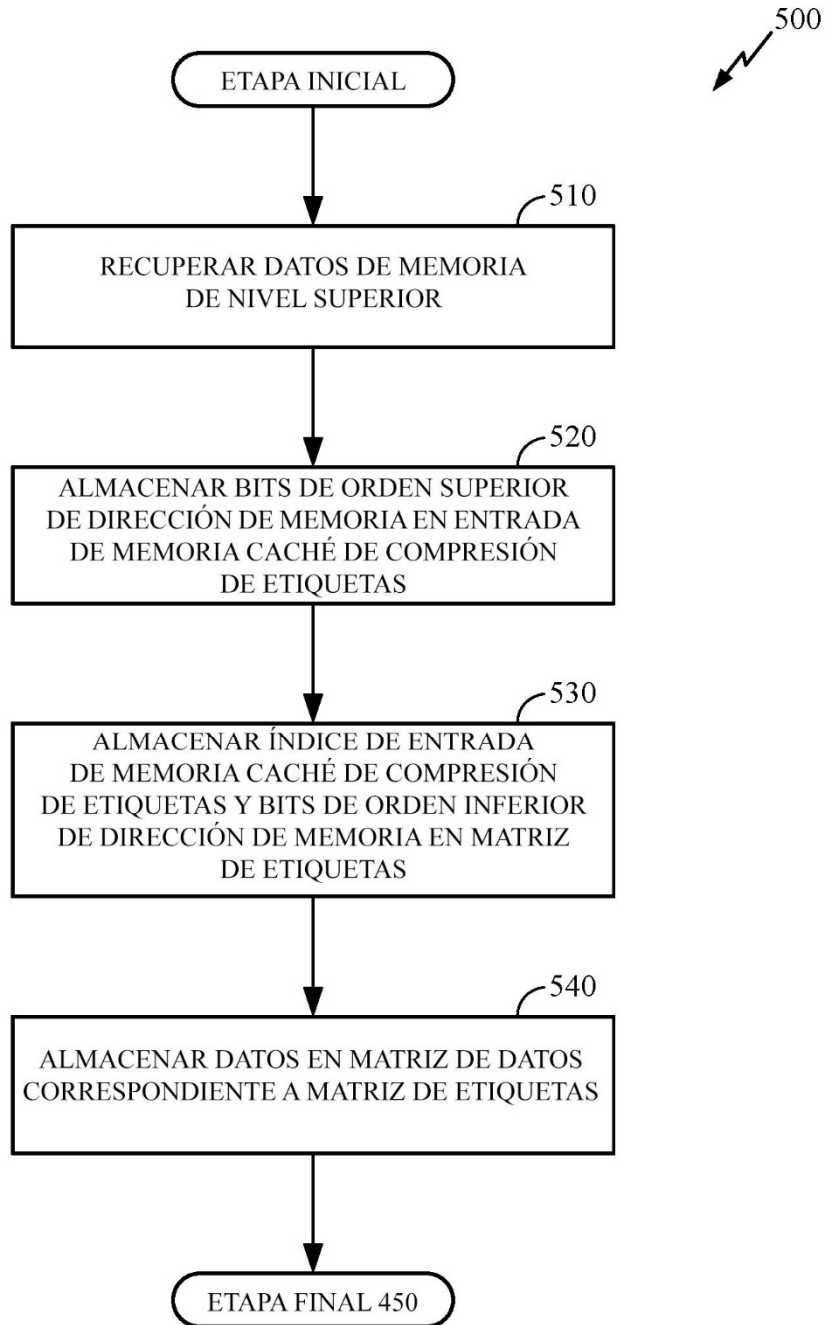 500
ETAPA INICIAL
510
RECUPERAR DATOS DE MEMORIA
DE NIVEL SUPERIOR
520
ALMACENAR BITS DE ORDEN SUPERIOR
DE DIRECCIÓN DE MEMORIA EN ENTRADA
DE MEMORIA CACHÉ DE COMPRESIÓN
DE ETIQUETAS
530
ALMACENAR ÍNDICE DE ENTRADA
DE MEMORIA CACHÉ DE COMPRESIÓN
DE ETIQUETAS Y BITS DE ORDEN INFERIOR
DE DIRECCIÓN DE MEMORIA EN MATRIZ
DE ETIQUETAS
540
ALMACENAR DATOS EN MATRIZ DE DATOS
CORRESPONDIENTE A MATRIZ DE ETIQUETAS
ETAPA FINAL 450